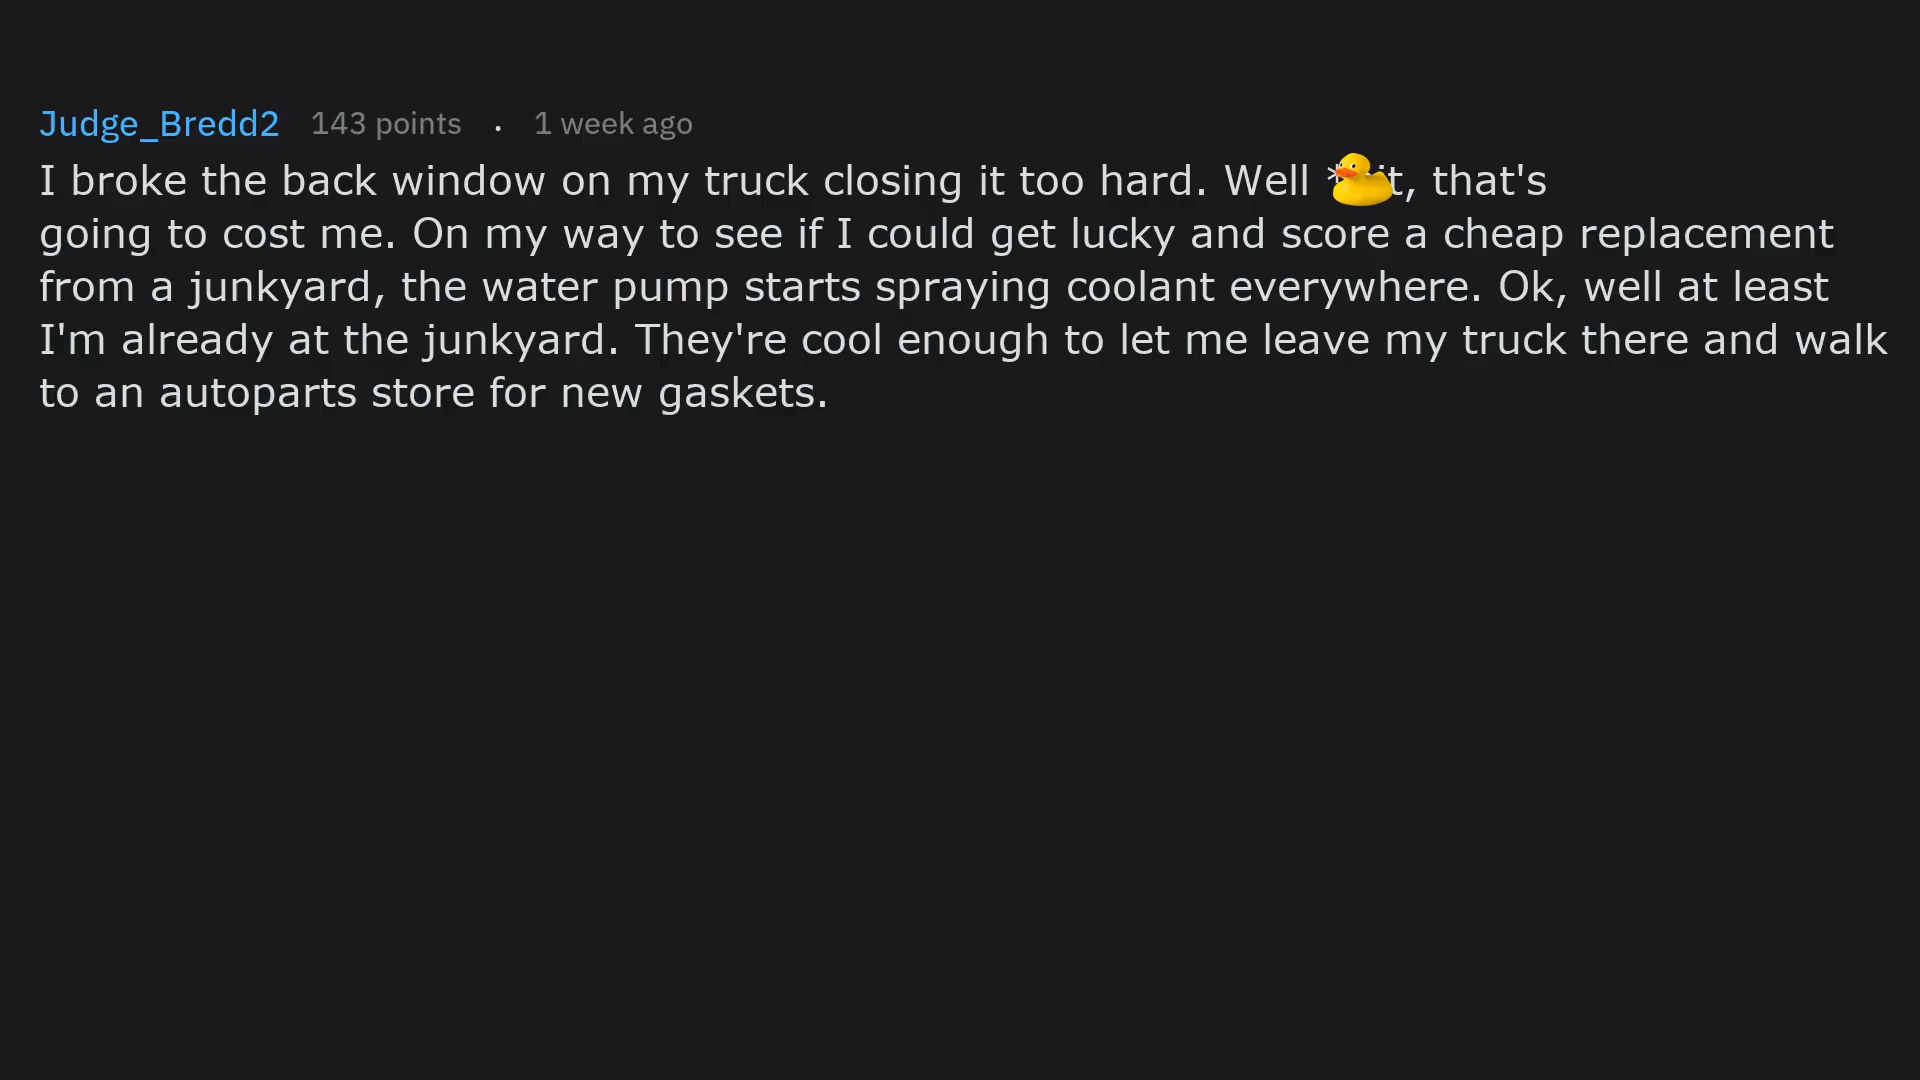 Judge_Bredd2 143 points . 1 week ago
I broke the back window on my truck closing it too hard. Well t, that's
going to cost me. On my way to see if I could get lucky and score a cheap replacement
from a junkyard, the water pump starts spraying coolant everywhere. Ok, well at least
I'm already at the junkyard. They're cool enough to let me leave my truck there and walk
to an autoparts store for new gaskets.